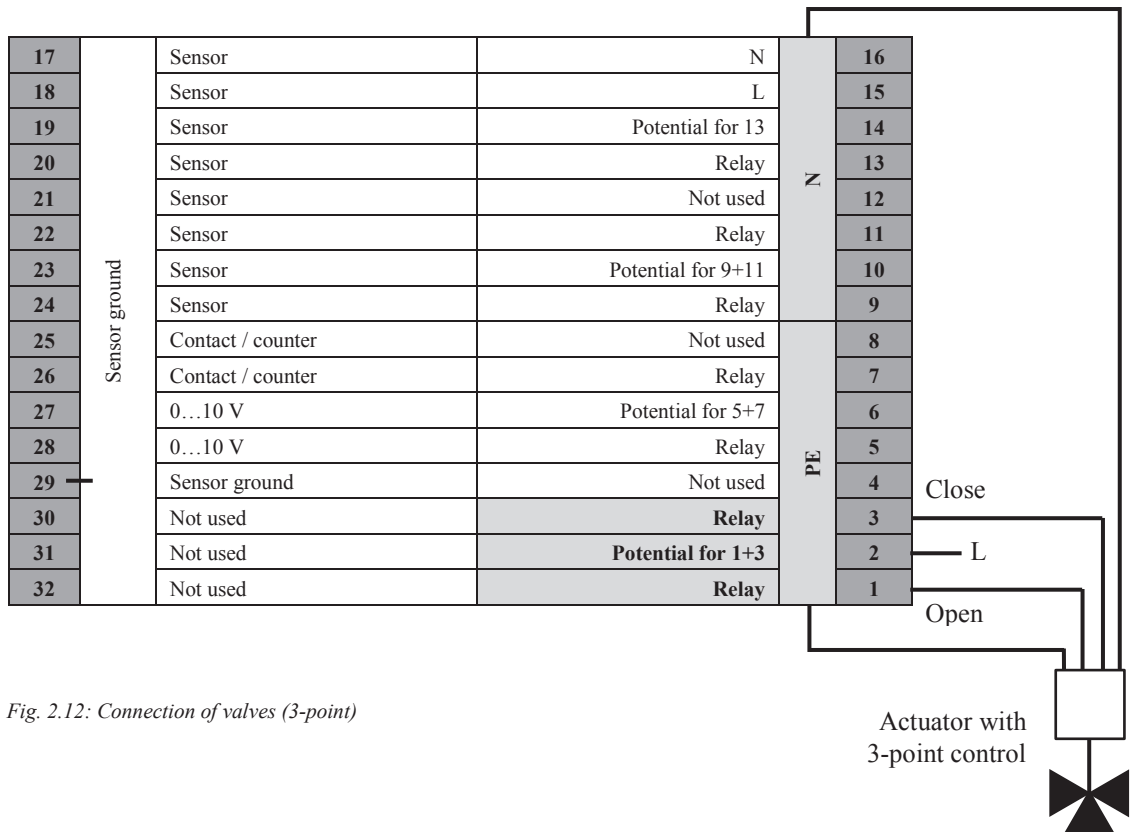 17 Sensor N 16
18 Sensor L 15
19 Sensor Potential for 13 14
20 Sensor Relay 13
N
21 Sensor Not used 12
22 Sensor Relay 11
23 Sensor Potential for 9+11 10
24 Sensor Relay 9
Sensor ground
25 Contact / counter Not used 8
26 Contact / counter Relay 7
27 0…10 V Potential for 5+7 6
28 0…10 V Relay 5
PE
29 Sensor ground Not used 4
Close
30 Not used Relay 3
31 Not used Potential for 1+3 2 L
32 Not used Relay 1
Open
Fig. 2.12: Connection of valves (3-point)
Actuator with
3-point control